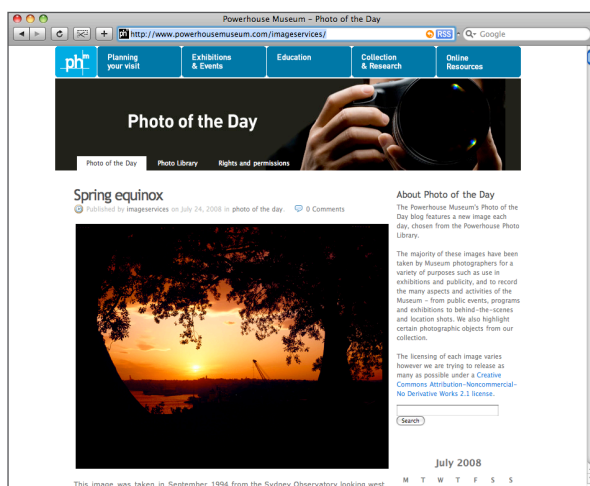 Powerhouse Museum – Photo of the Day
http://www.powerhousemuseum.com/imageservices/
RSS
Google
ph
m
Planning
your visit
Exhibitions
& Events
Education
Collection
& Research
Online
Resources
Photo of the Day
Photo of the Day
Photo Library
Rights and permissions
Spring equinox
Published by imageservices on July 24, 2008 in photo of the day.
0 Comments
This image was taken in September 1994 from the Sydney Observatory looking west
About Photo of the Day
The Powerhouse Museum's Photo of the
Day blog features a new image each
day, chosen from the Powerhouse Photo
Library.
The majority of these images have been
taken by Museum photographers for a
variety of purposes such as use in
exhibitions and publicity, and to record
the many aspects and activities of the
Museum – from public events, programs
and exhibitions to behind-the-scenes
and location shots. We also highlight
certain photographic objects from our
collection.
The licensing of each image varies
however we are trying to release as
many as possible under a Creative
Commons Attribution-Noncommercial-
No Derivative Works 2.1 license.
Search
July 2008
M T W T F S S